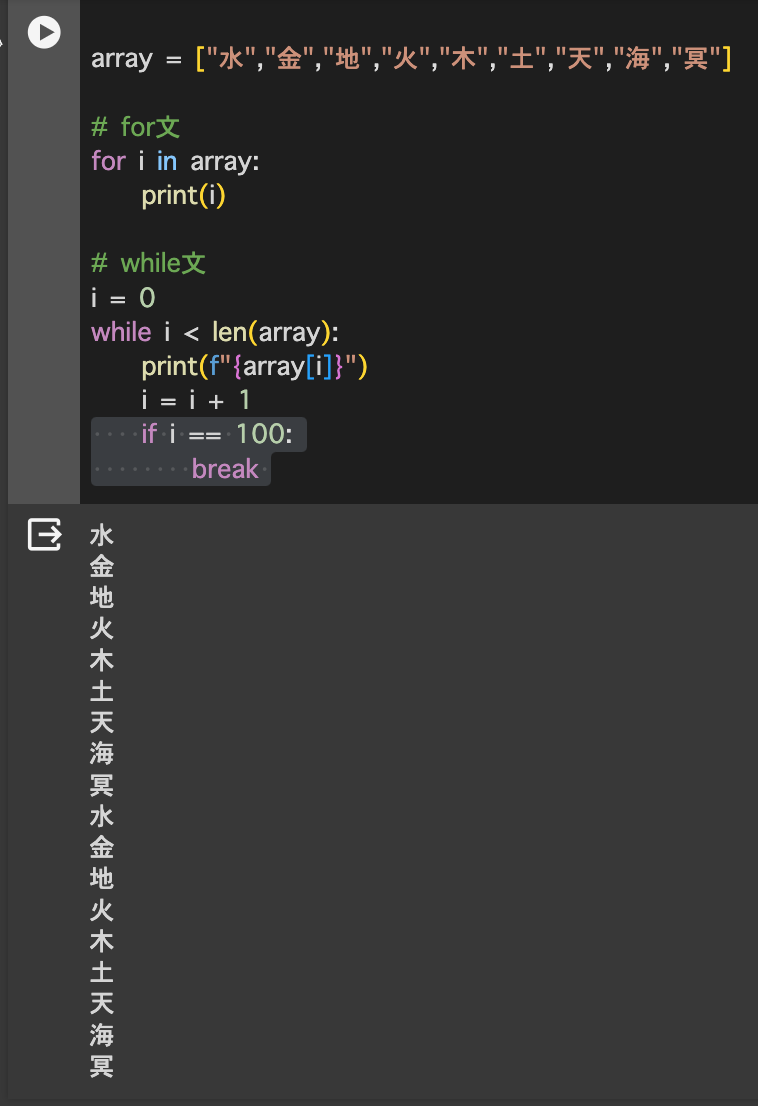 array = ["水","金","地","火","木","土","天","海","冥"]
# for文
for i in array:
    print(i)
# while文
i = 0
while i < len(array):
    print(f"{array[i]}")
    i = i + 1
    if i == 100:
        break
水
金
地
火
木
土
天
海
冥
水
金
地
火
木
土
天
海
冥